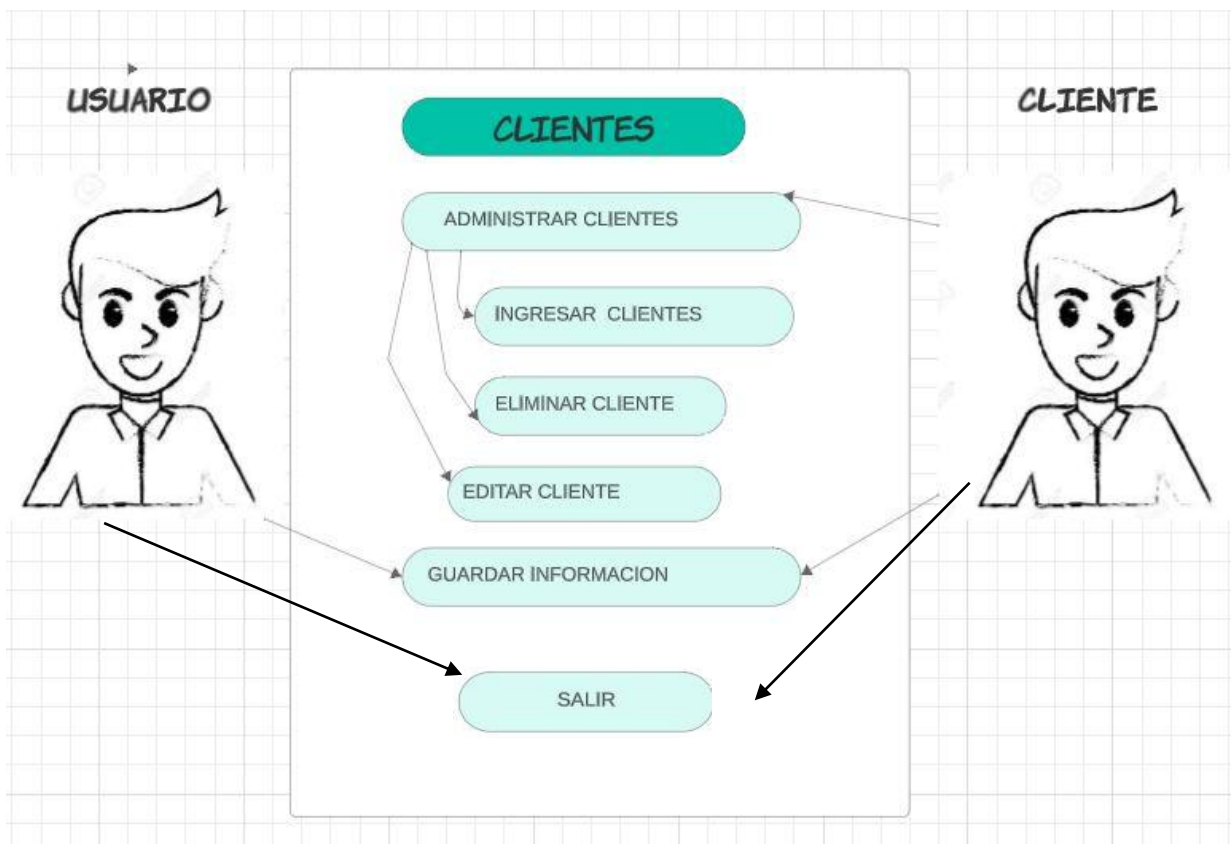 USUARIO
CLIENTE
CLIENTES
ADMINISTRAR CLIENTES
INGRESAR CLIENTES
ELIMINAR CLIENTE
EDITAR CLIENTE
GUARDAR INFORMACION
SALIR